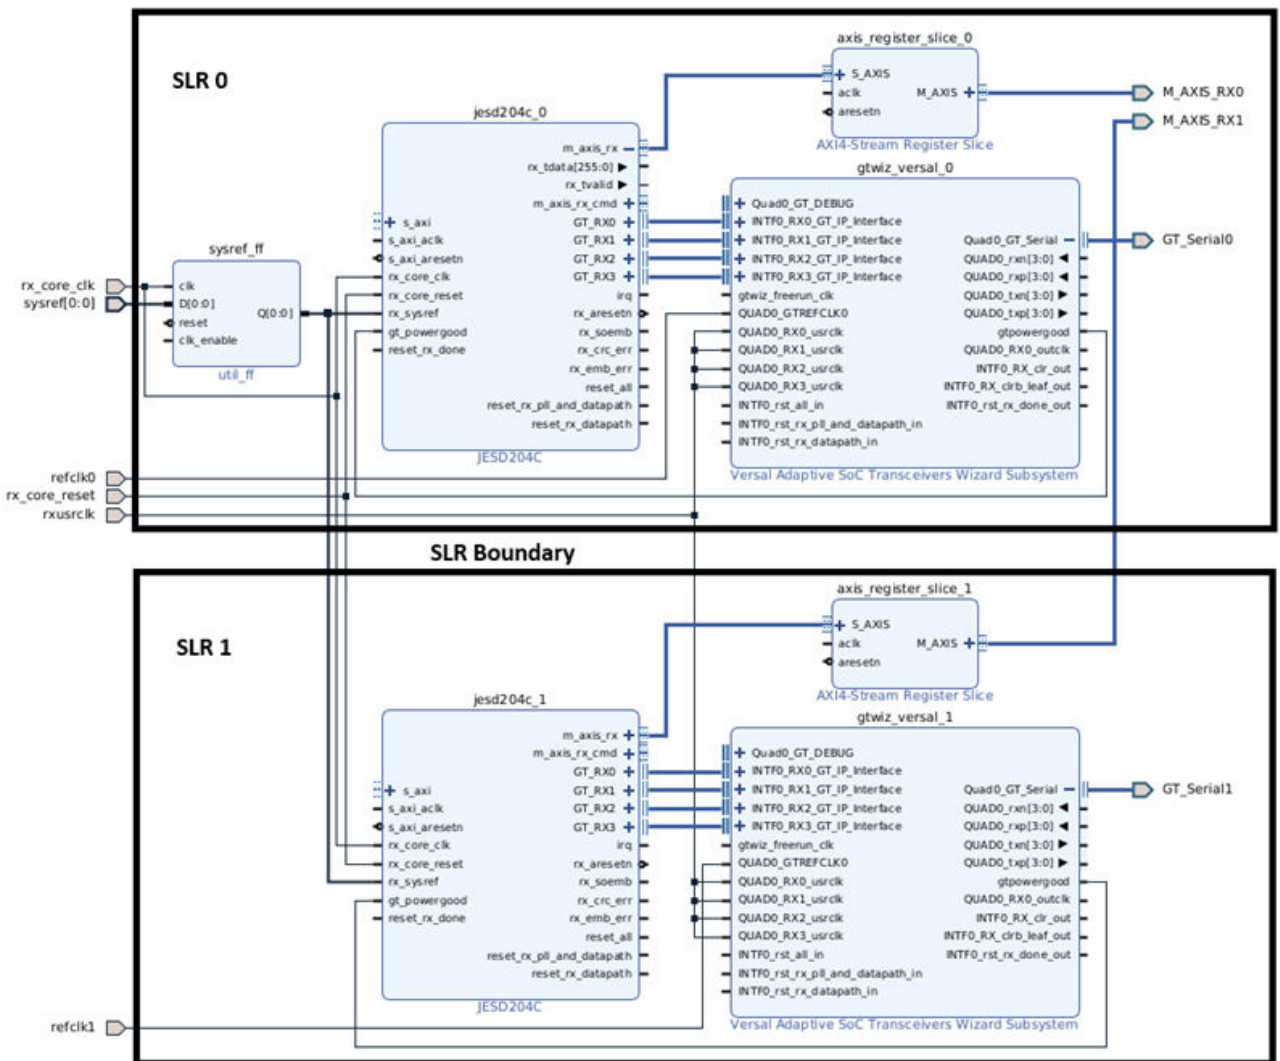 SLR 0
axis_register_slice_0
S_AXIS
aclk
M_AXIS
aresetn
AXI4-Stream Register Slice
M_AXIS_RX0
M_AXIS_RX1
jesd204c_0
m_axis_rx
rx_tdata[255:0]
rx_tvalid
m_axis_rx_cmd
s_axi
GT_RX0
s_axi_aclk
GT_RX1
s_axi_aresetn
GT_RX2
rx_core_clk
GT_RX3
rx_core_reset
irq
rx_sysref
rx_aresetn
gt_powergood
rx_soemb
reset_rx_done
rx_crc_err
rx_emb_err
reset_all
reset_rx_pll_and_datapath
reset_rx_datapath
JESD204C
gtwiz_versal_0
Quad0_GT_DEBUG
INTF0_RX0_GT_IP_Interface
INTF0_RX1_GT_IP_Interface
Quad0_GT_Serial
INTF0_RX2_GT_IP_Interface
QUAD0_rxn[3:0]
INTF0_RX3_GT_IP_Interface
QUAD0_rxp[3:0]
gtwiz_freerun_clk
QUAD0_txn[3:0]
QUAD0_GTREFCLK0
QUAD0_txp[3:0]
QUAD0_RX0_usrclk
gtpowergood
QUAD0_RX1_usrclk
QUAD0_RX0_outclk
QUAD0_RX2_usrclk
INTF0_RX_clr_out
QUAD0_RX3_usrclk
INTF0_RX_clrb_leaf_out
INTF0_rst_all_in
INTF0_rst_rx_done_out
INTF0_rst_rx_pll_and_datapath_in
INTF0_rst_rx_datapath_in
Versal Adaptive SoC Transceivers Wizard Subsystem
GT_Serial0
sysref_ff
rx_core_clk
clk
sysref[0:0]
D[0:0]
Q[0:0]
reset
clk_enable
util_ff
refclk0
rx_core_reset
rxusrclk
SLR Boundary
SLR 1
axis_register_slice_1
S_AXIS
aclk
M_AXIS
aresetn
AXI4-Stream Register Slice
jesd204c_1
m_axis_rx
m_axis_rx_cmd
GT_RX0
s_axi
GT_RX1
s_axi_aclk
GT_RX2
s_axi_aresetn
GT_RX3
rx_core_clk
irq
rx_core_reset
rx_aresetn
rx_sysref
rx_soemb
gt_powergood
rx_crc_err
reset_rx_done
rx_emb_err
reset_all
reset_rx_pll_and_datapath
reset_rx_datapath
JESD204C
gtwiz_versal_1
Quad0_GT_DEBUG
INTF0_RX0_GT_IP_Interface
INTF0_RX1_GT_IP_Interface
Quad0_GT_Serial
INTF0_RX2_GT_IP_Interface
QUAD0_rxn[3:0]
INTF0_RX3_GT_IP_Interface
QUAD0_rxp[3:0]
gtwiz_freerun_clk
QUAD0_txn[3:0]
QUAD0_GTREFCLK0
QUAD0_txp[3:0]
QUAD0_RX0_usrclk
gtpowergood
QUAD0_RX1_usrclk
QUAD0_RX0_outclk
QUAD0_RX2_usrclk
INTF0_RX_clr_out
QUAD0_RX3_usrclk
INTF0_RX_clrb_leaf_out
INTF0_rst_all_in
INTF0_rst_rx_done_out
INTF0_rst_rx_pll_and_datapath_in
INTF0_rst_rx_datapath_in
Versal Adaptive SoC Transceivers Wizard Subsystem
GT_Serial1
refclk1